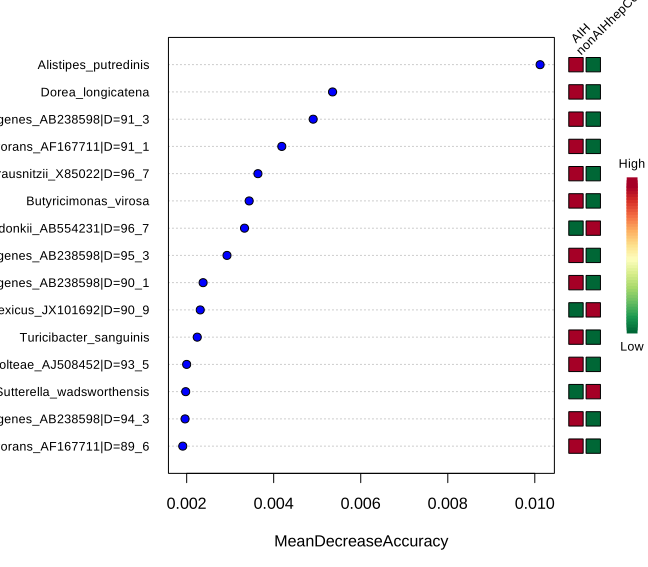 AIH
nonAIHhepC
Alistipes_putredinis
Dorea_longicatena
genes_AB238598|D=91_3
orans_AF167711|D=91_1
rausnitzii_X85022|D=96_7
Butyricimonas_virosa
donkii_AB554231|D=96_7
genes_AB238598|D=95_3
genes_AB238598|D=90_1
exicus_JX101692|D=90_9
Turicibacter_sanguinis
olteae_AJ508452|D=93_5
Sutterella_wadsworthensis
genes_AB238598|D=94_3
orans_AF167711|D=89_6
High
Low
0.002 0.004 0.006 0.008 0.010
MeanDecreaseAccuracy